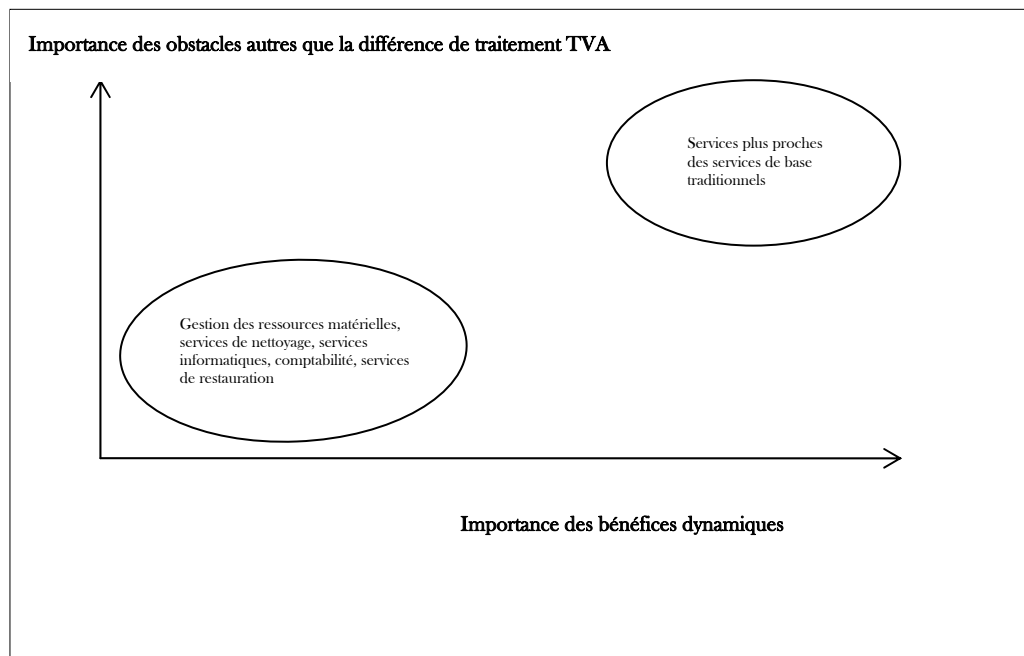 Importance des obstacles autres que la différence de traitement TVA
Services plus proches
des services de base
traditionnels
Gestion des ressources matérielles,
services de nettoyage, services
informatiques, comptabilité, services
de restauration
Importance des bénéfices dynamiques